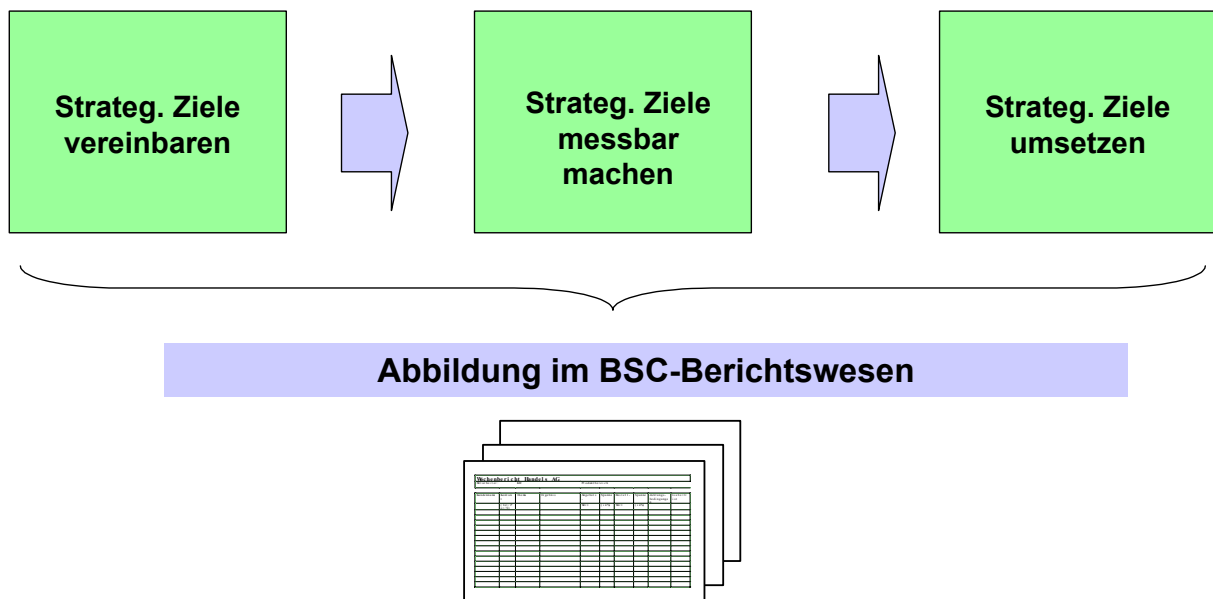 Strateg. Ziele
vereinbaren
Strateg. Ziele
messbar
machen
Strateg. Ziele
umsetzen
Abbildung im BSC-Berichtswesen
Wochenbericht Handels AG